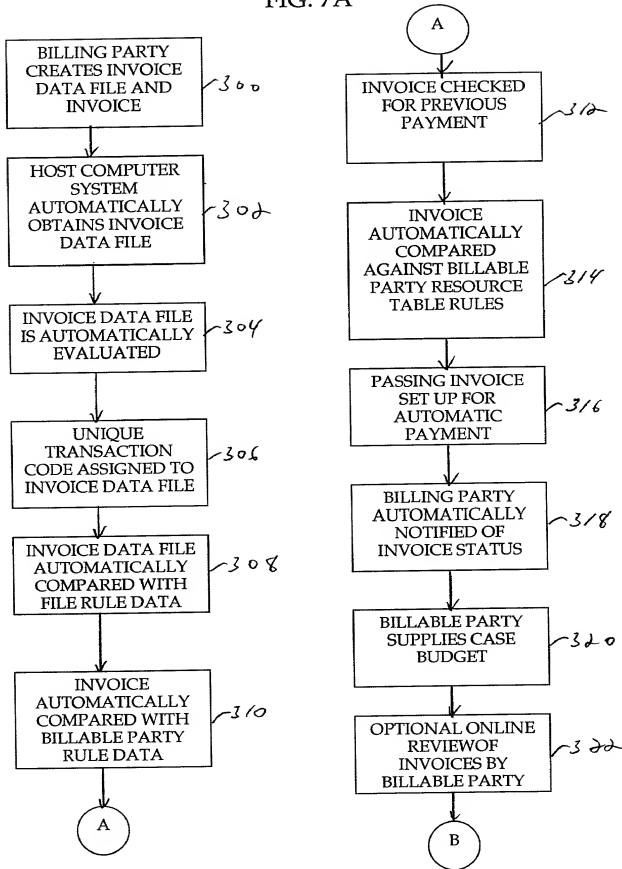 FIG. 7A
BILLING PARTY
CREATES INVOICE
DATA FILE AND
INVOICE
300
HOST COMPUTER
SYSTEM
AUTOMATICALLY
OBTAINS INVOICE
DATA FILE
302
INVOICE DATA FILE
IS AUTOMATICALLY
EVALUATED
304
UNIQUE
TRANSACTION
CODE ASSIGNED TO
INVOICE DATA FILE
306
INVOICE DATA FILE
AUTOMATICALLY
COMPARED WITH
FILE RULE DATA
308
INVOICE
AUTOMATICALLY
COMPARED WITH
BILLABLE PARTY
RULE DATA
310
A
A
INVOICE CHECKED
FOR PREVIOUS
PAYMENT
312
INVOICE
AUTOMATICALLY
COMPARED
AGAINST BILLABLE
PARTY RESOURCE
TABLE RULES
314
PASSING INVOICE
SET UP FOR
AUTOMATIC
PAYMENT
316
BILLING PARTY
AUTOMATICALLY
NOTIFIED OF
INVOICE STATUS
318
BILLABLE PARTY
SUPPLIES CASE
BUDGET
320
OPTIONAL ONLINE
REVIEWOF
INVOICES BY
BILLABLE PARTY
322
B